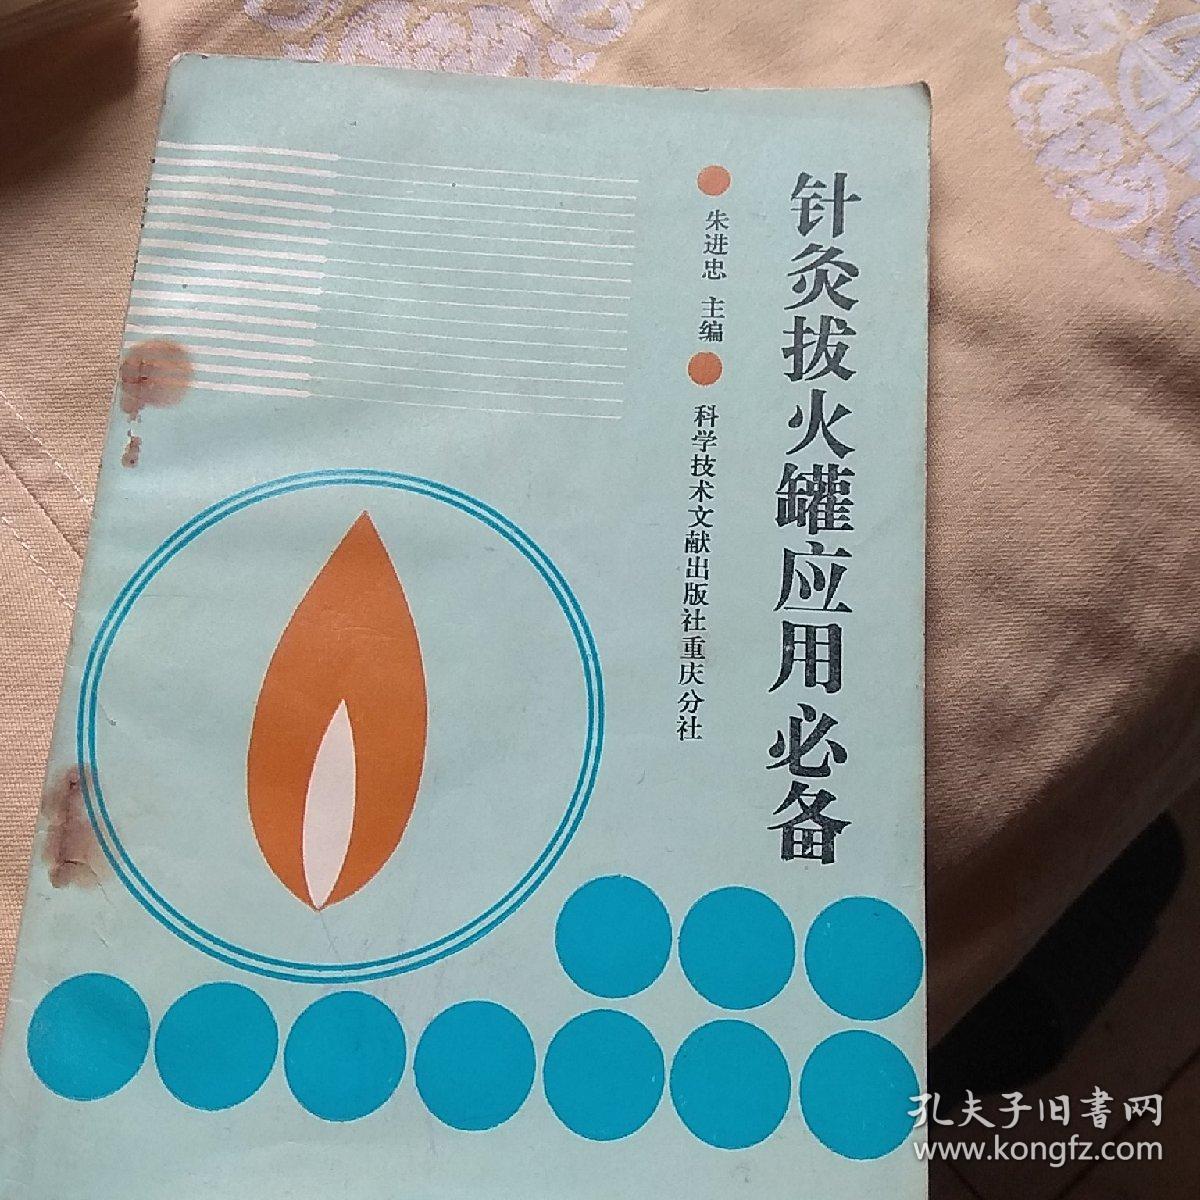 针灸拔火罐应用必备
朱进忠 主编
科学技术文献出版社重庆分社
孔夫子旧书网
www.kongfz.com